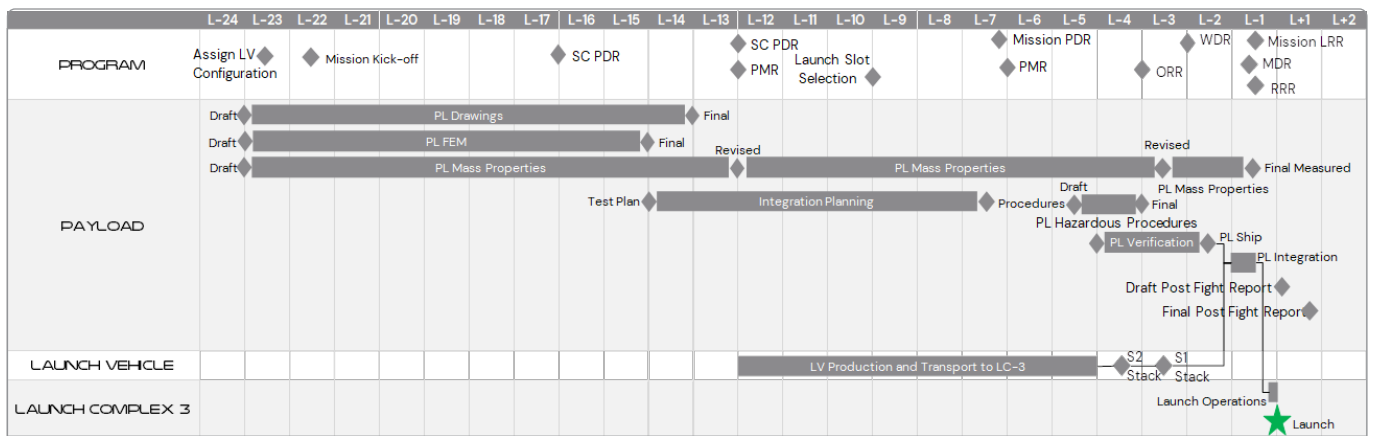 L-24 L-23 L-22 L-21 L-20 L-19 L-18 L-17 L-16 L-15 L-14 L-13 L-12 L-11 L-10 L-9 L-8 L-7 L-6 L-5 L-4 L-3 L-2 L-1 L+1 L+2
PROGRAM
Assign LV
Configuration
Mission Kick-off
SC PDR
SC PDR
PMR
Launch Slot
Selection
Mission PDR
PMR
ORR
WDR
Mission LRR
MDR
RRR
PAYLOAD
Draft PL Drawings Final
Draft PL FEM Final
Revised
Revised
Draft PL Mass Properties PL Mass Properties Final Measured
PL Mass Properties
Draft
Test Plan Integration Planning Procedures Final
PL Hazardous Procedures
PL Verification PL Ship
PL Integration
Draft Post Fight Report
Final Post Fight Report
LAUNCH VEHICLE
LV Production and Transport to LC-3
S2
Stack
S1
Stack
LAUNCH COMPLEX 3
Launch Operations
Launch